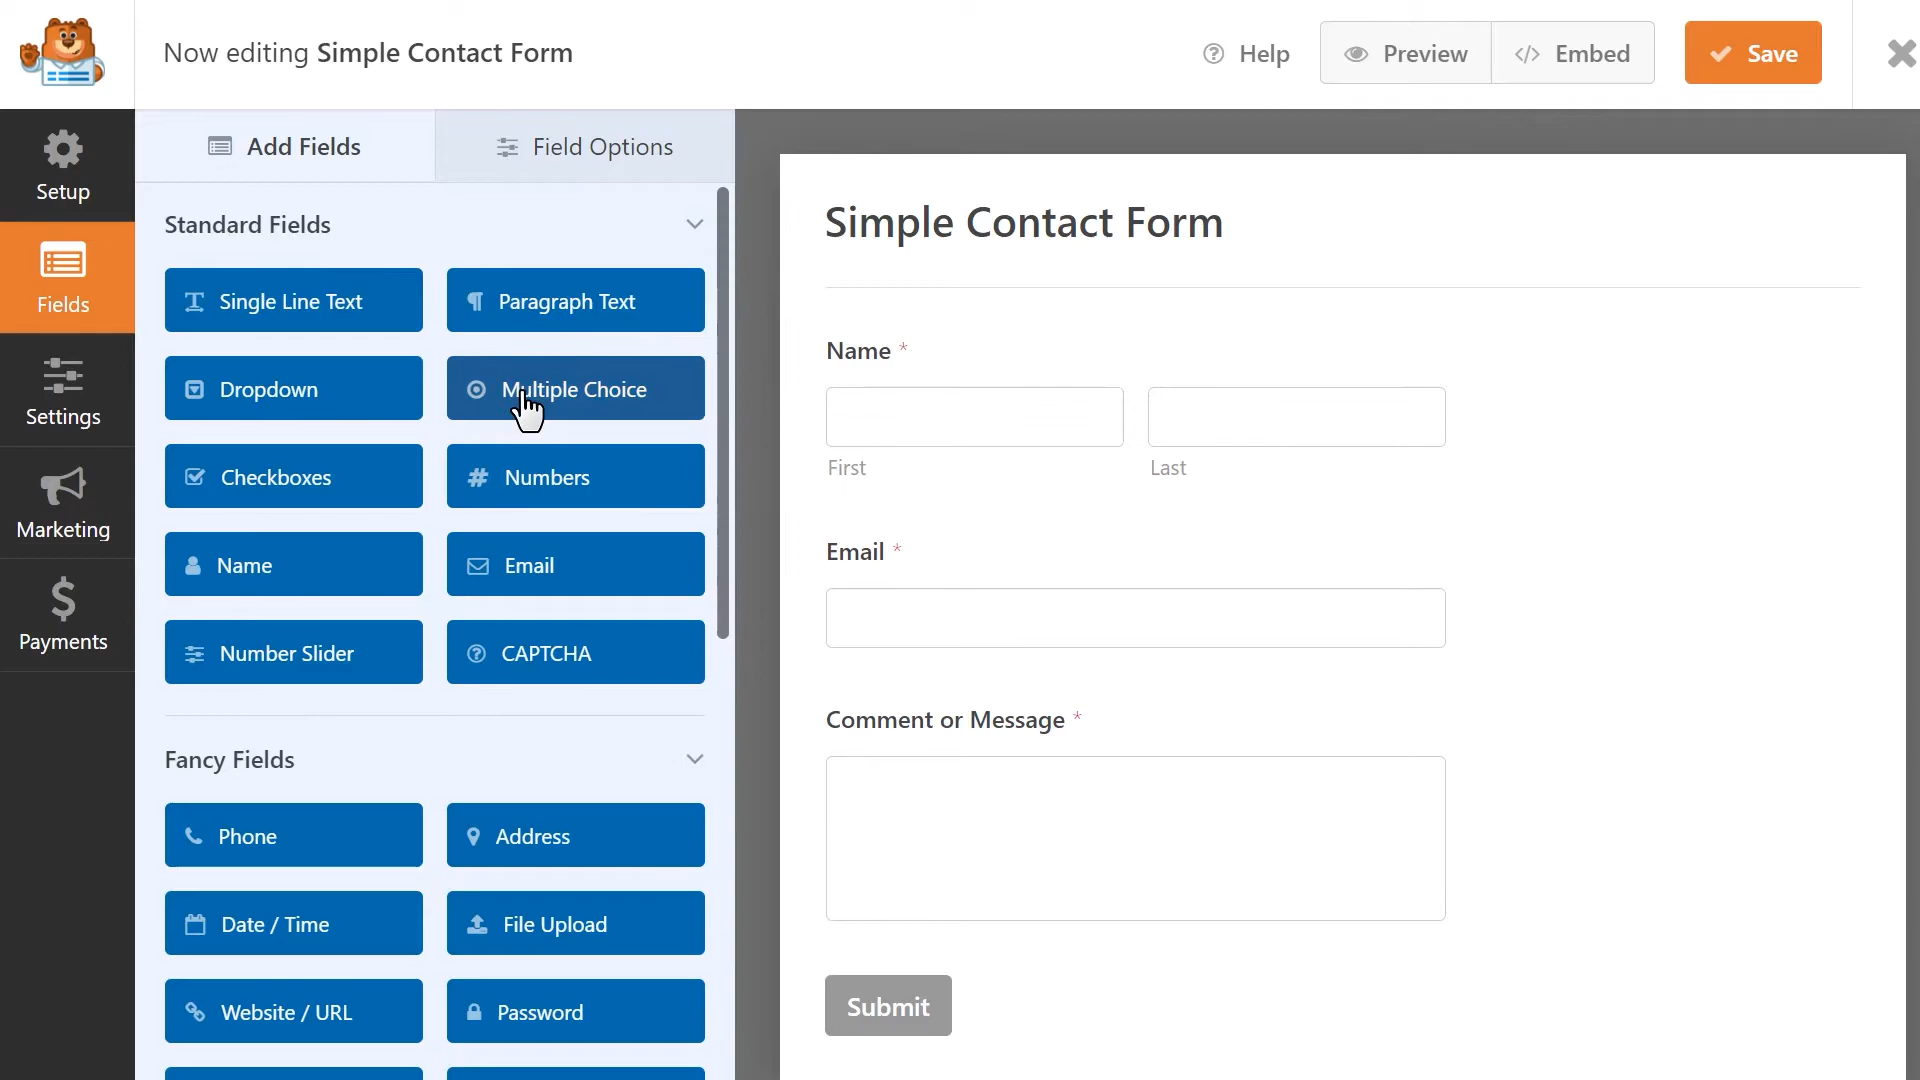 Now editing Simple Contact Form
Help
Preview
Embed
Save
Setup
Fields
Settings
Marketing
Payments
Add Fields
Field Options
Standard Fields
Single Line Text
Paragraph Text
Dropdown
Multiple Choice
Checkboxes
Numbers
Name
Email
Number Slider
CAPTCHA
Fancy Fields
Phone
Address
Date / Time
File Upload
Website / URL
Password
Simple Contact Form
Name *
First
Last
Email *
Comment or Message *
Submit